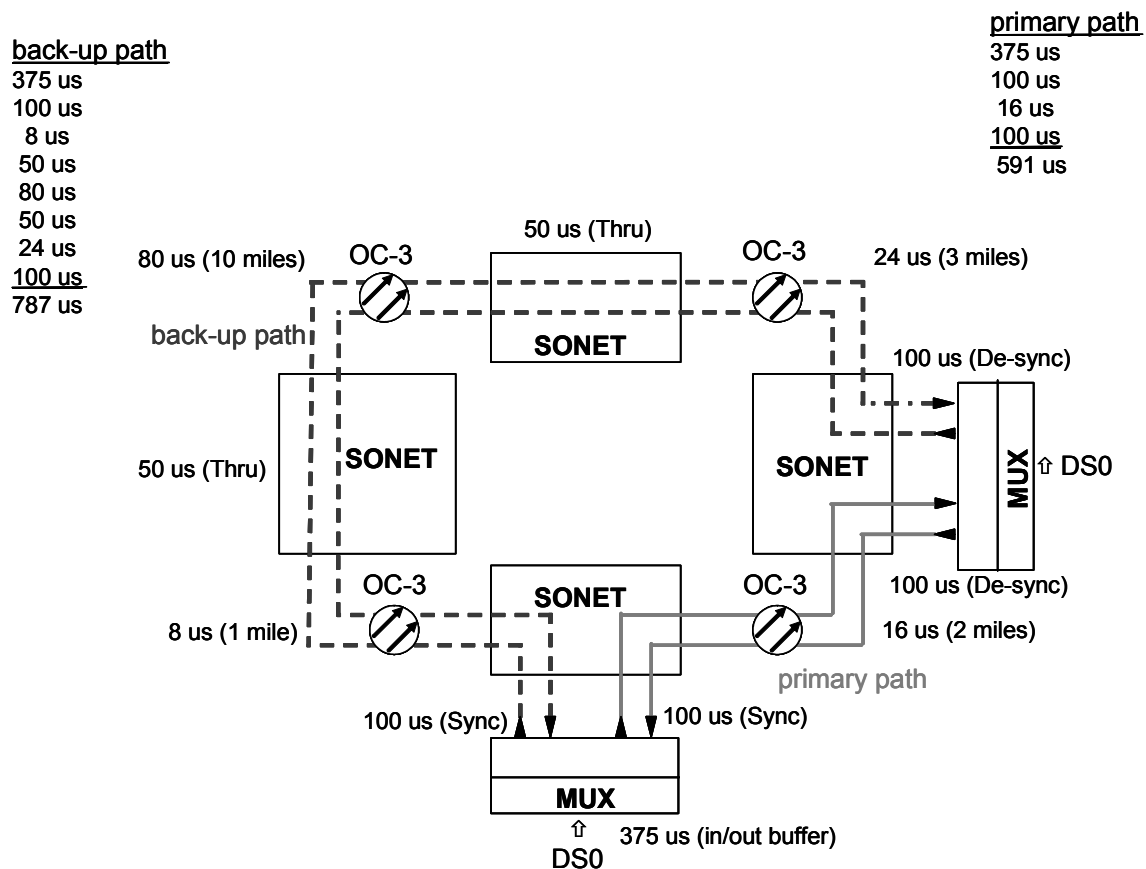 primary path
375 us
100 us
16 us
100 us
591 us
back-up path
375 us
100 us
8 us
50 us
80 us
50 us
24 us
100 us
787 us
50 us (Thru)
80 us (10 miles)
OC-3
OC-3
24 us (3 miles)
back-up path
SONET
100 us (De-sync)
50 us (Thru)
SONET
SONET
MUX
DS0
OC-3
SONET
OC-3
100 us (De-sync)
8 us (1 mile)
16 us (2 miles)
primary path
100 us (Sync)
100 us (Sync)
MUX
375 us (in/out buffer)
DS0